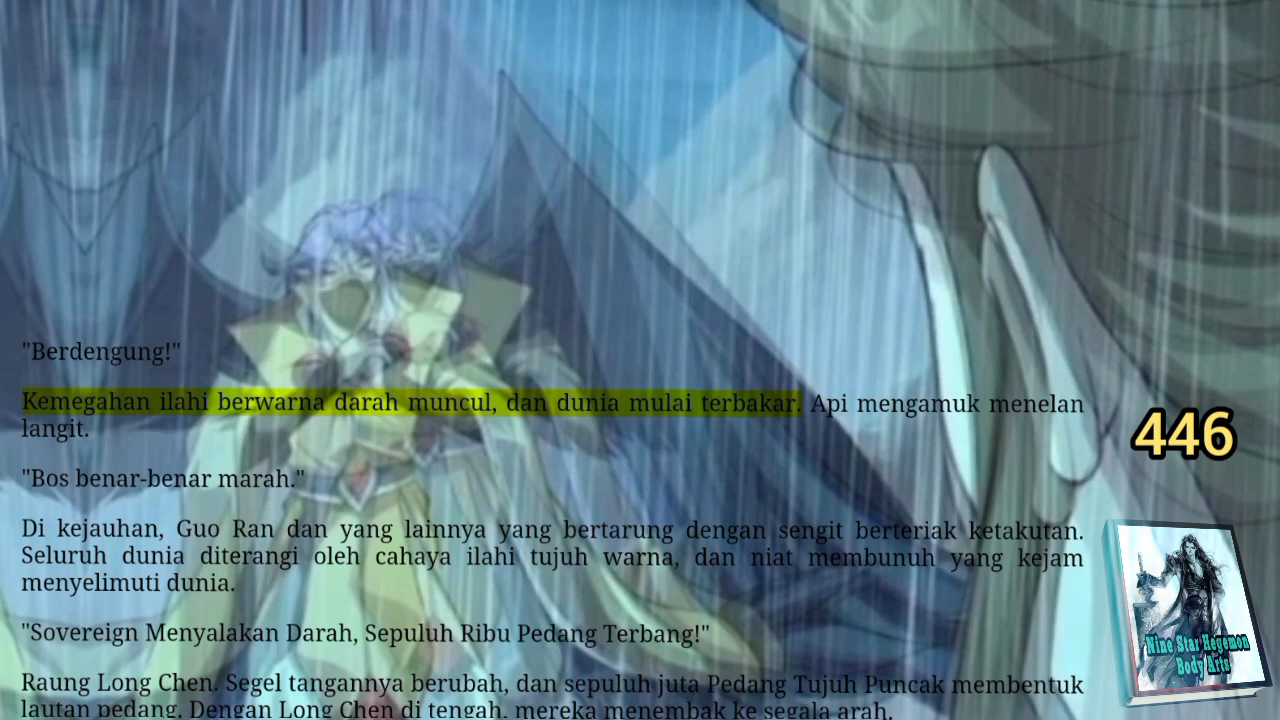 "Berdengung!"
Kemegahan ilahi berwarna darah muncul, dan dunia mulai terbakar. Api mengamuk menelan
langit.
"Bos benar-benar marah."
Di kejauhan, Guo Ran dan yang lainnya yang bertarung dengan sengit berteriak ketakutan.
Seluruh dunia diterangi oleh cahaya ilahi tujuh warna, dan niat membunuh yang kejam
menyelimuti dunia.
"Sovereign Menyalakan Darah, Sepuluh Ribu Pedang Terbang!"
Raung Long Chen. Segel tangannya berubah, dan sepuluh juta Pedang Tujuh Puncak membentuk
lautan pedang. Dengan Long Chen di tengah, mereka menembak ke segala arah.
446
Nine Star Hegemon
Body Arts